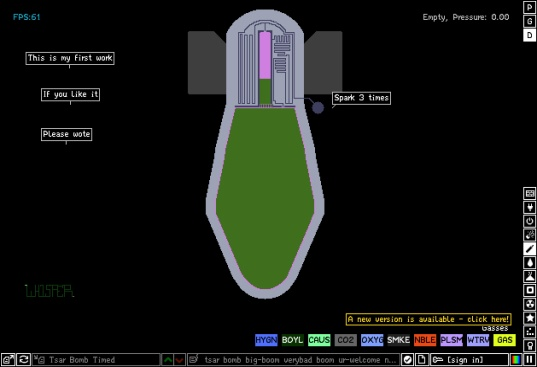 FPS:61
Empty, Pressure: 0.00
P
G
D
This is my first work
If you like it
Spark 3 times
Please wote
A new version is available - click here!
Gasses
HYGN BOYL CAUS CO2 OXYG SMKE NBLE PLSM WTRV GAS
Tsar Bomb Timed
tsar bomb big-boom verybad boom ur-welcome n...
[sign in]